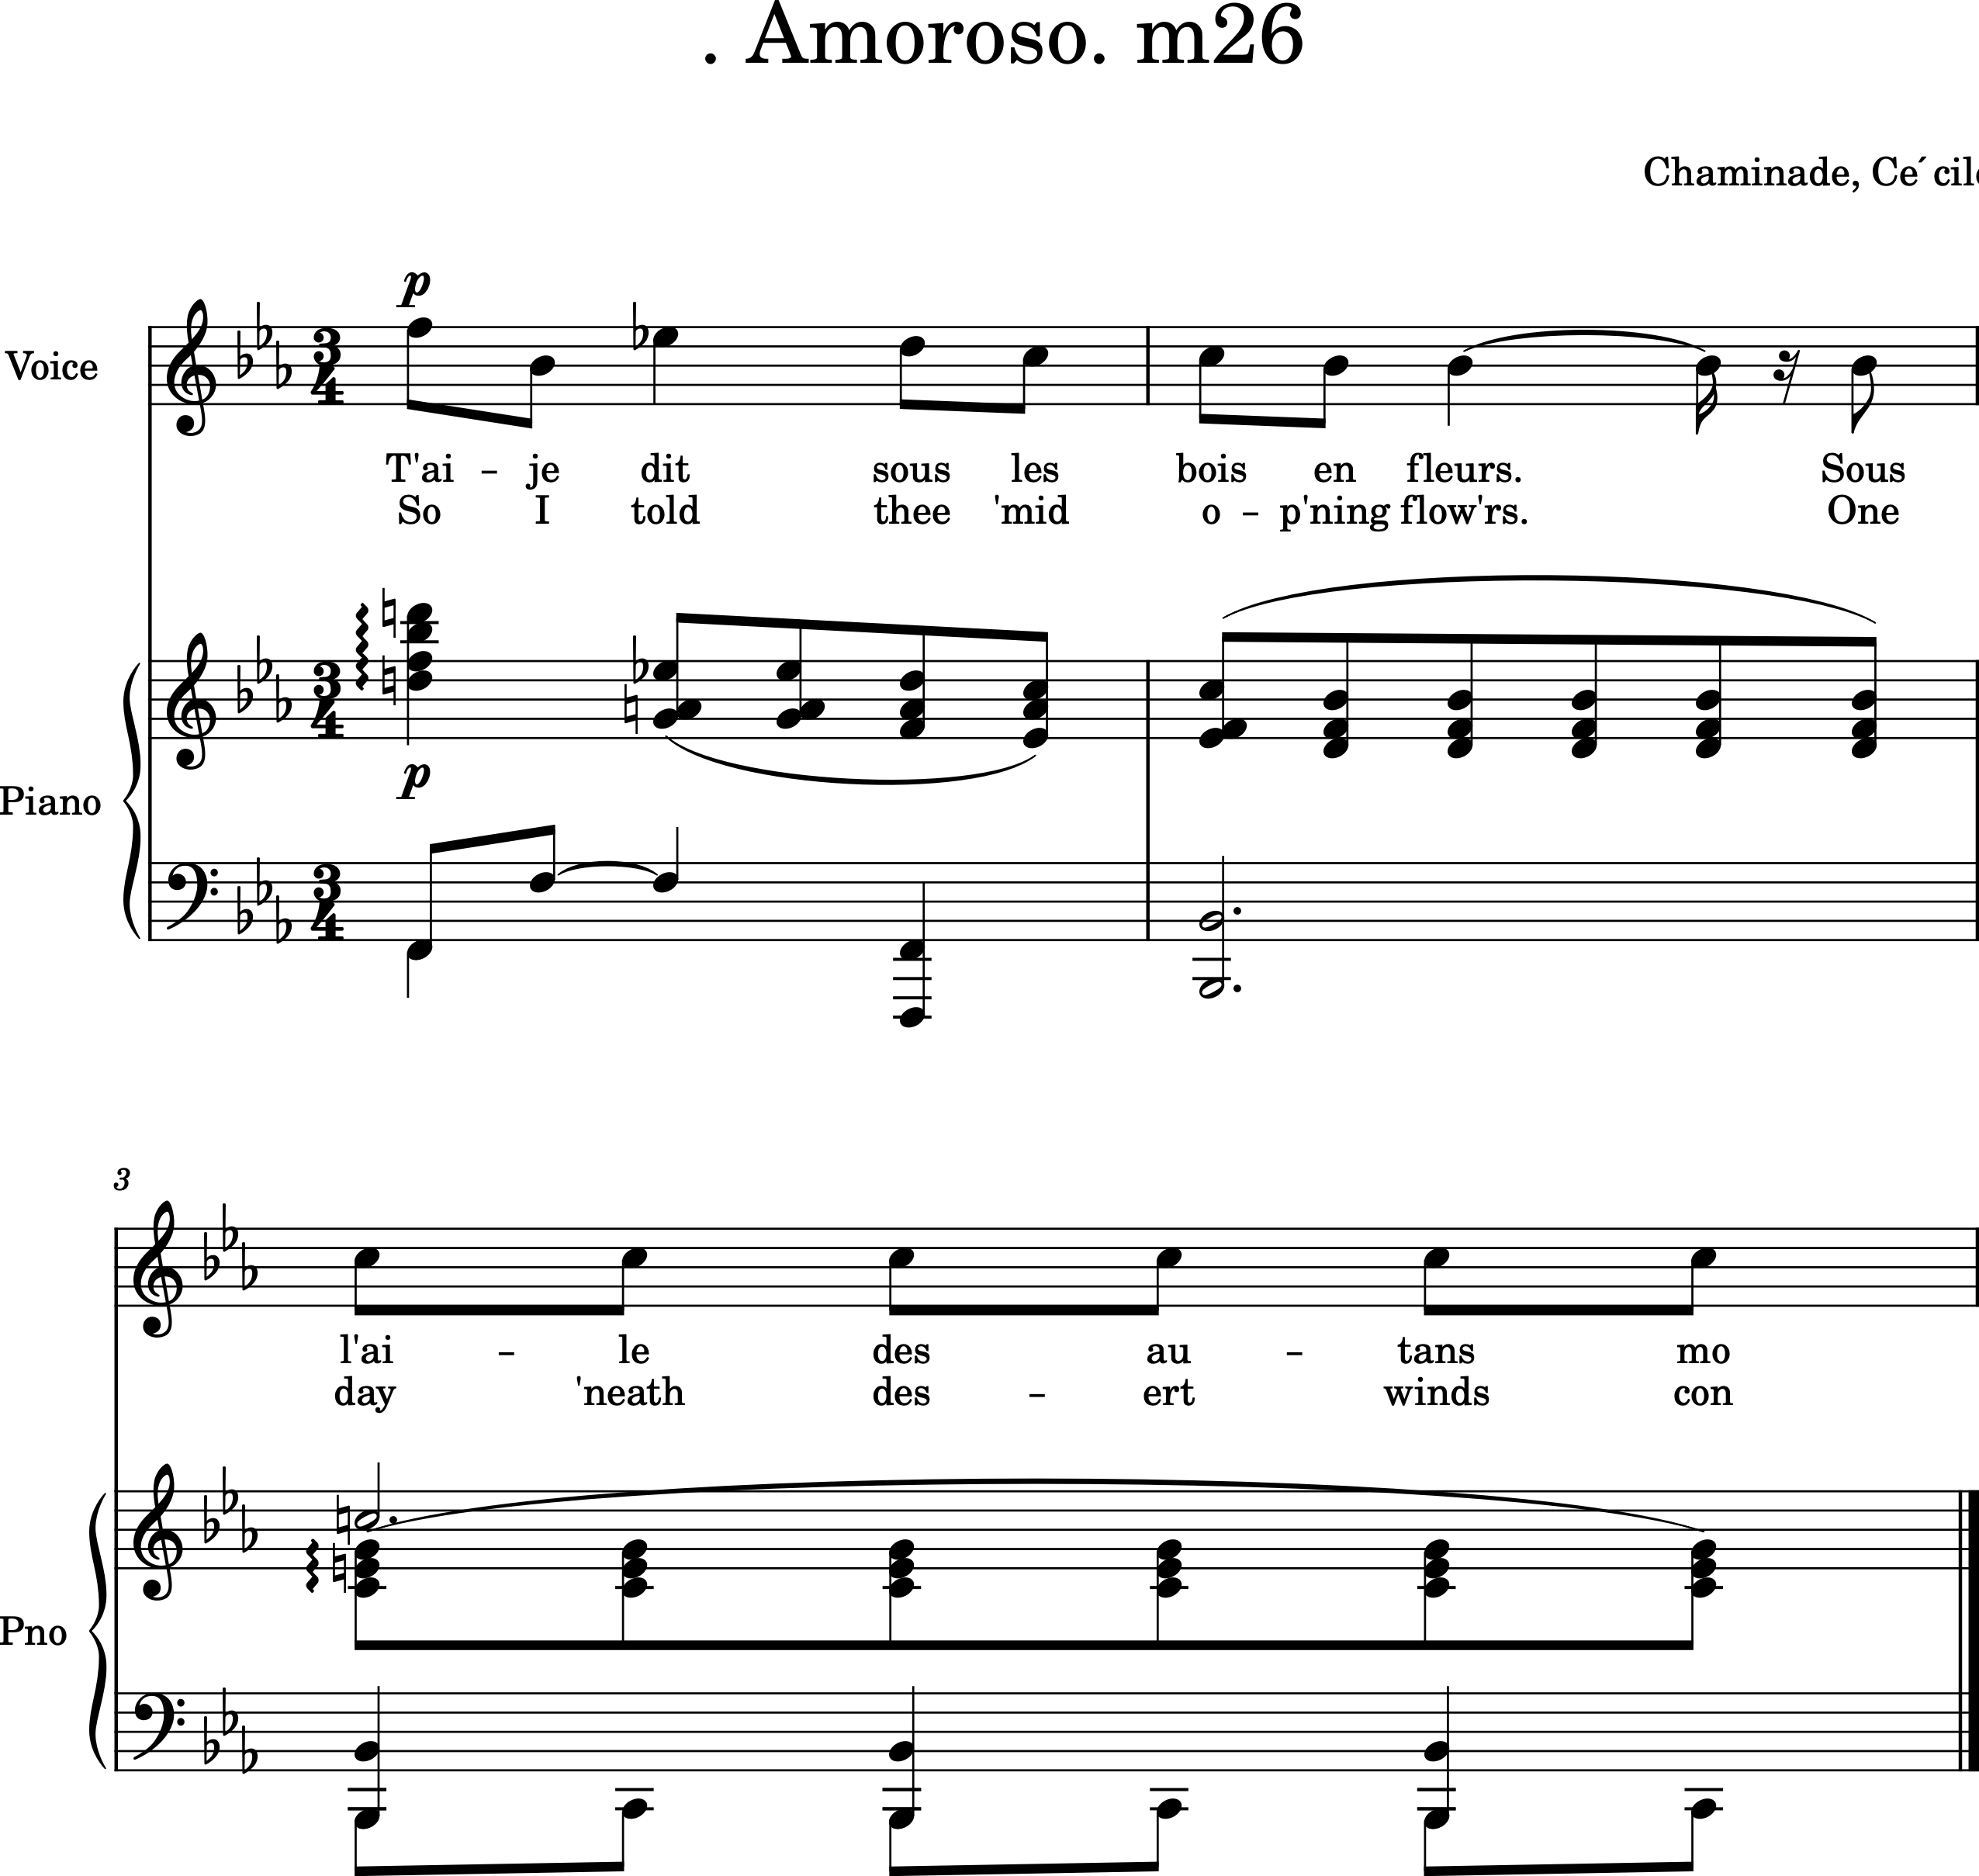 . Amoroso. m26
Chaminade, Ce´cile
p
Voice
T'ai – je dit sous les bois en fleurs. Sous
So I told thee 'mid o – p'ning flow'rs. One
p
Piano
3
l'ai – le des au – tans mo
day 'neath des – ert winds con
Pno